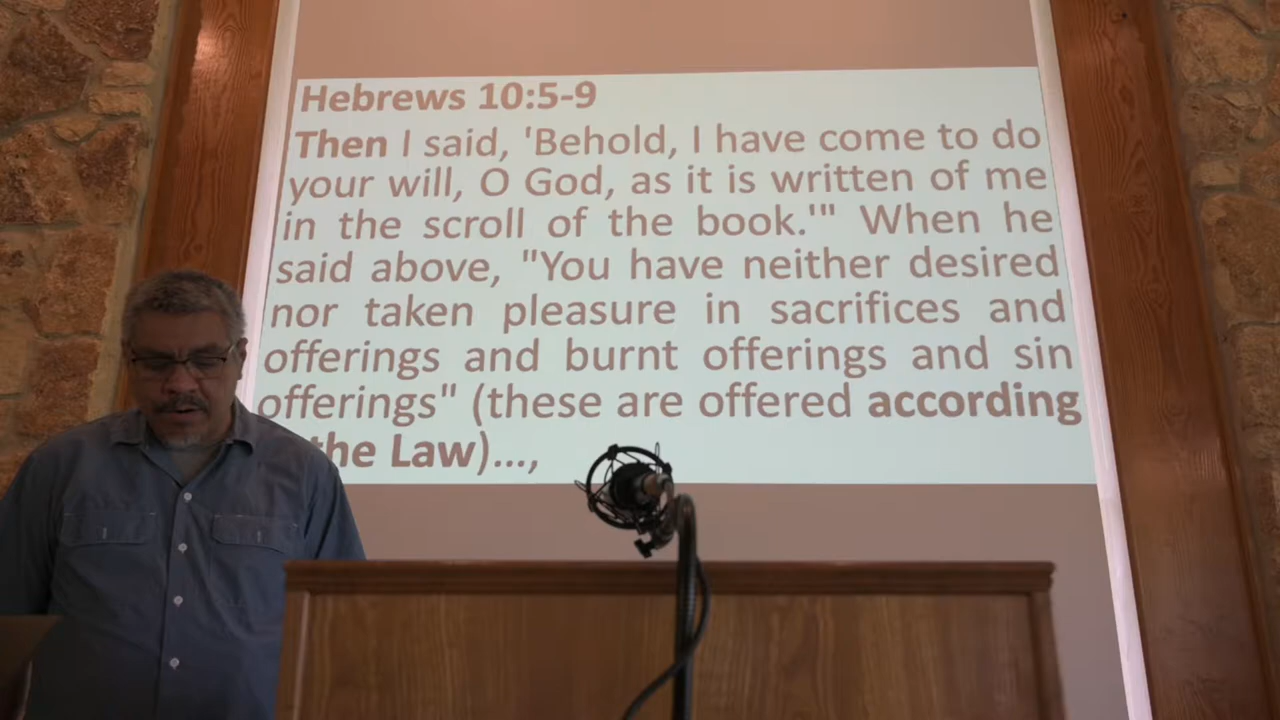 Hebrews 10:5-9
Then I said, 'Behold, I have come to do
your will, O God, as it is written of me
in the scroll of the book.'" When he
said above, "You have neither desired
nor taken pleasure in sacrifices and
offerings and burnt offerings and sin
offerings" (these are offered according
the Law)...,